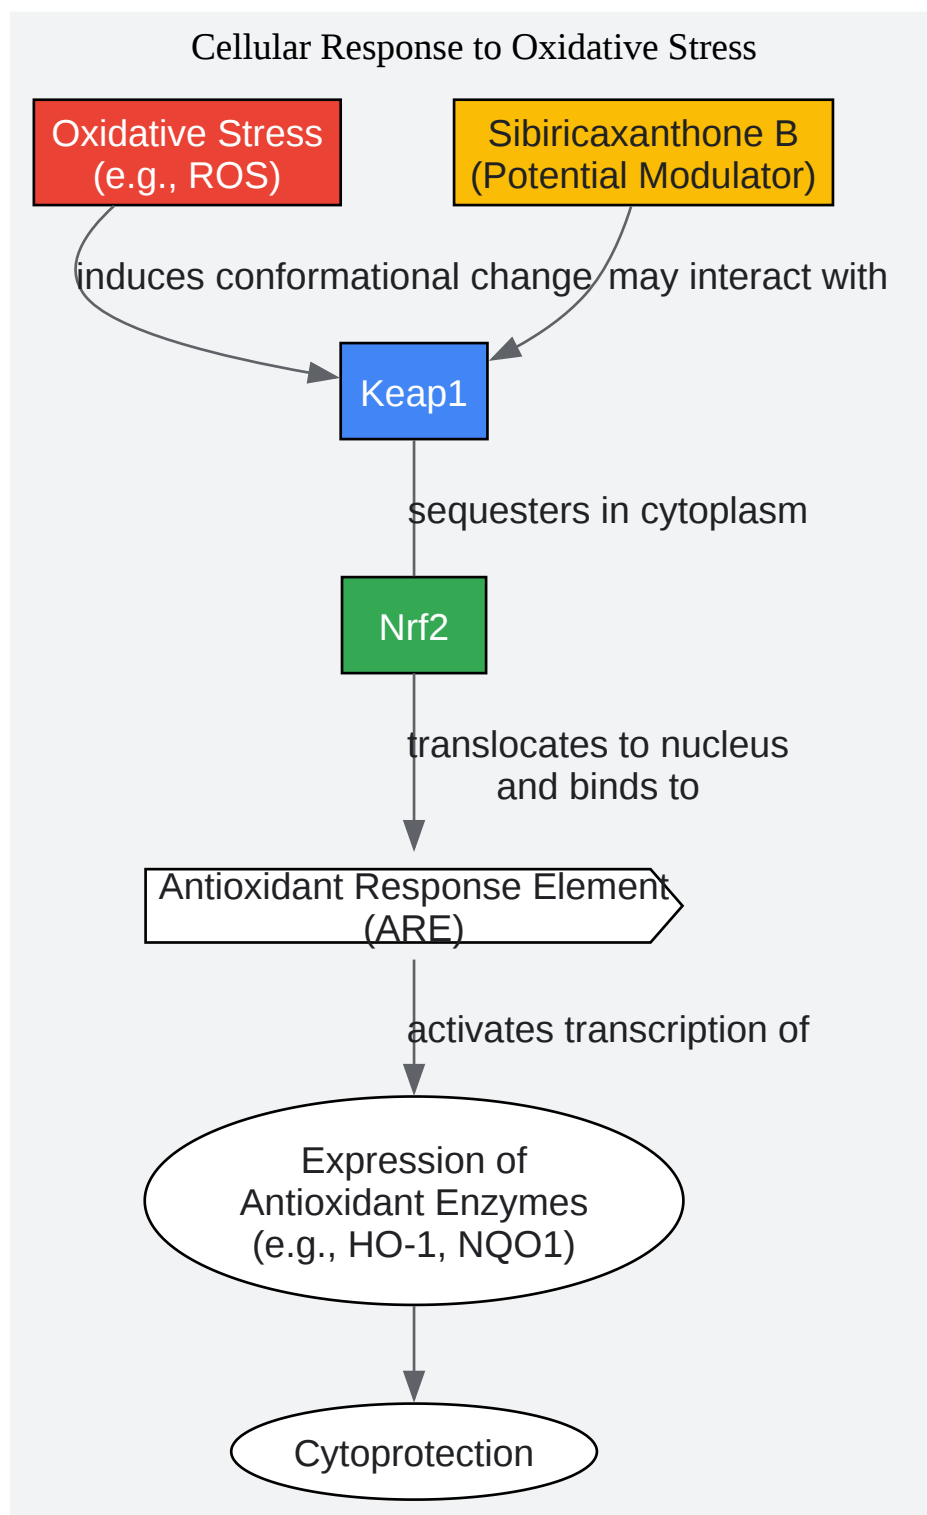 Cellular Response to Oxidative Stress
Oxidative Stress
(e.g., ROS)
Sibiricaxanthone B
(Potential Modulator)
induces conformational change
may interact with
Keap1
sequesters in cytoplasm
Nrf2
translocates to nucleus
and binds to
Antioxidant Response Element
(ARE)
activates transcription of
Expression of
Antioxidant Enzymes
(e.g., HO-1, NQO1)
Cytoprotection